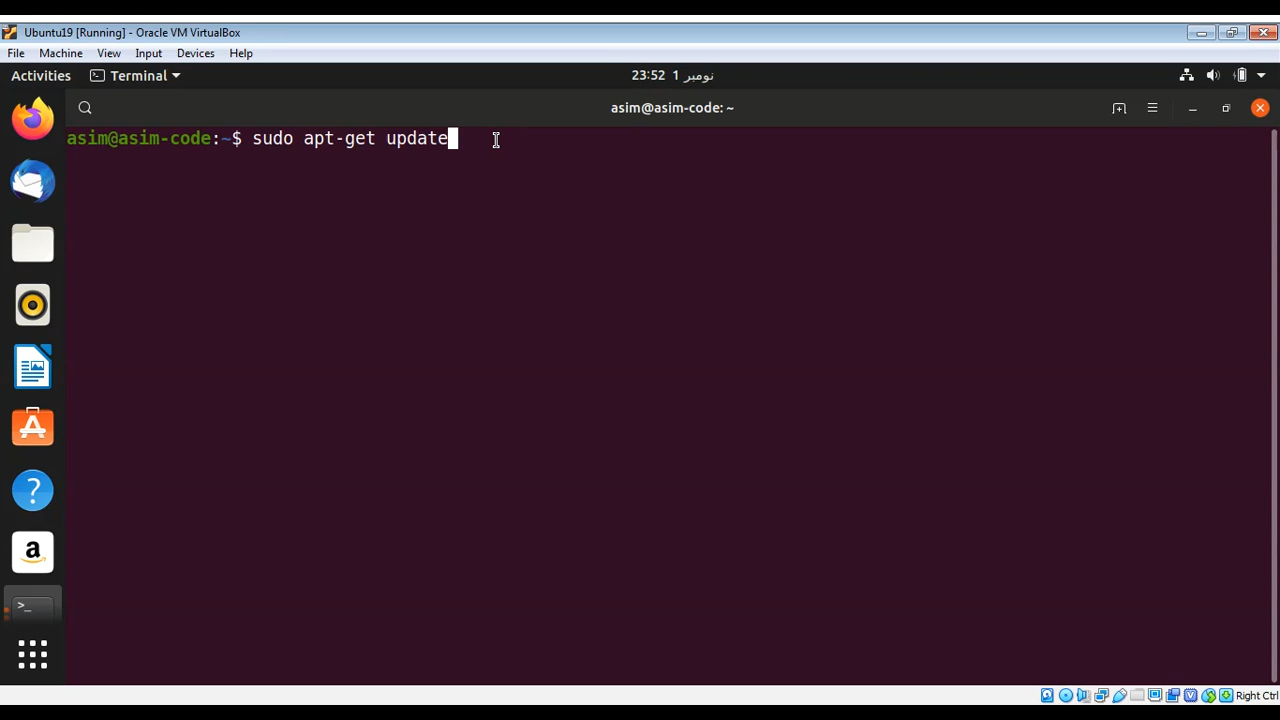 Ubuntu19 [Running] - Oracle VM VirtualBox
File Machine View Input Devices Help
Activities Terminal 23:52 1 نومبر
asim@asim-code: ~
asim@asim-code:~$ sudo apt-get update
Right Ctrl